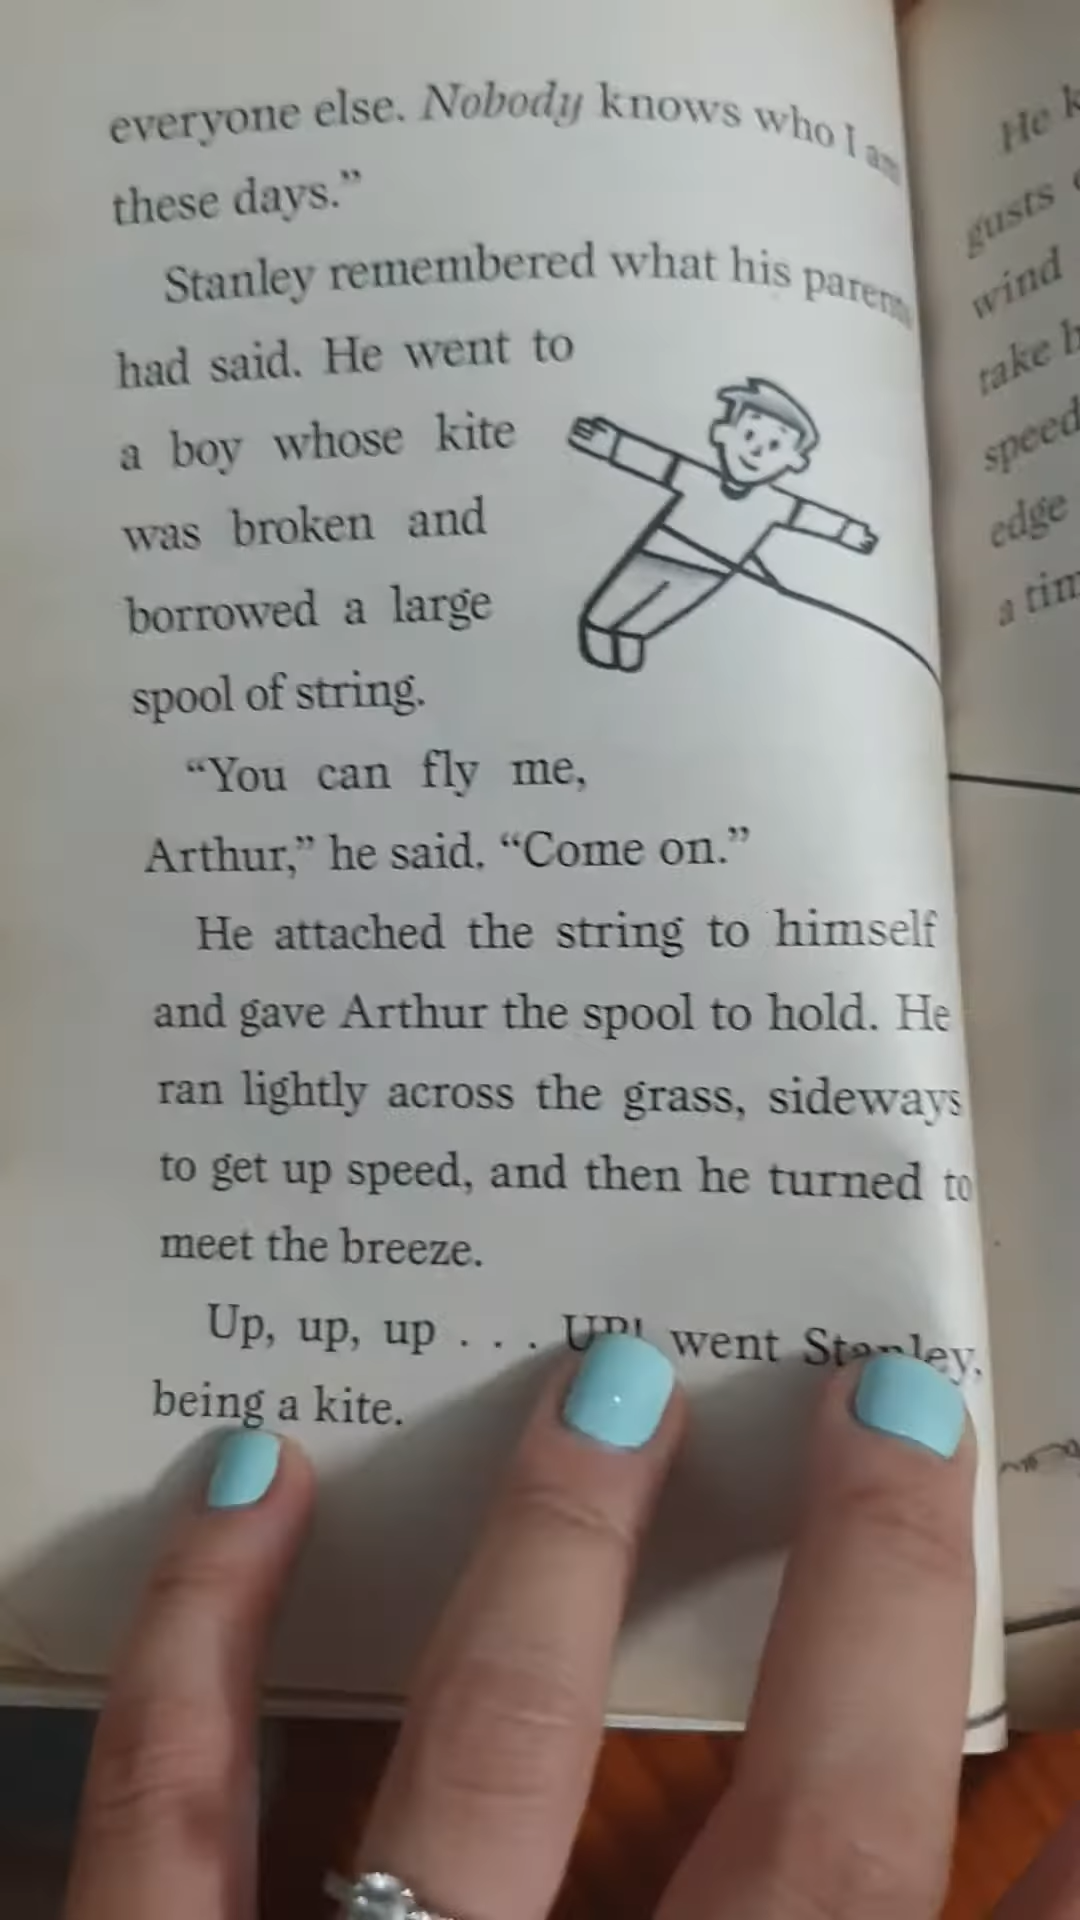 everyone else. Nobody knows who I am
these days.”
Stanley remembered what his parents
had said. He went to
a boy whose kite
was broken and
borrowed a large
spool of string.
“You can fly me,
Arthur,” he said. “Come on.”
He attached the string to himself
and gave Arthur the spool to hold. He
ran lightly across the grass, sideways
to get up speed, and then he turned to
meet the breeze.
Up, up, up . . . UP! went Stanley,
being a kite.
He
gusts
wind
take
speed
edge
a